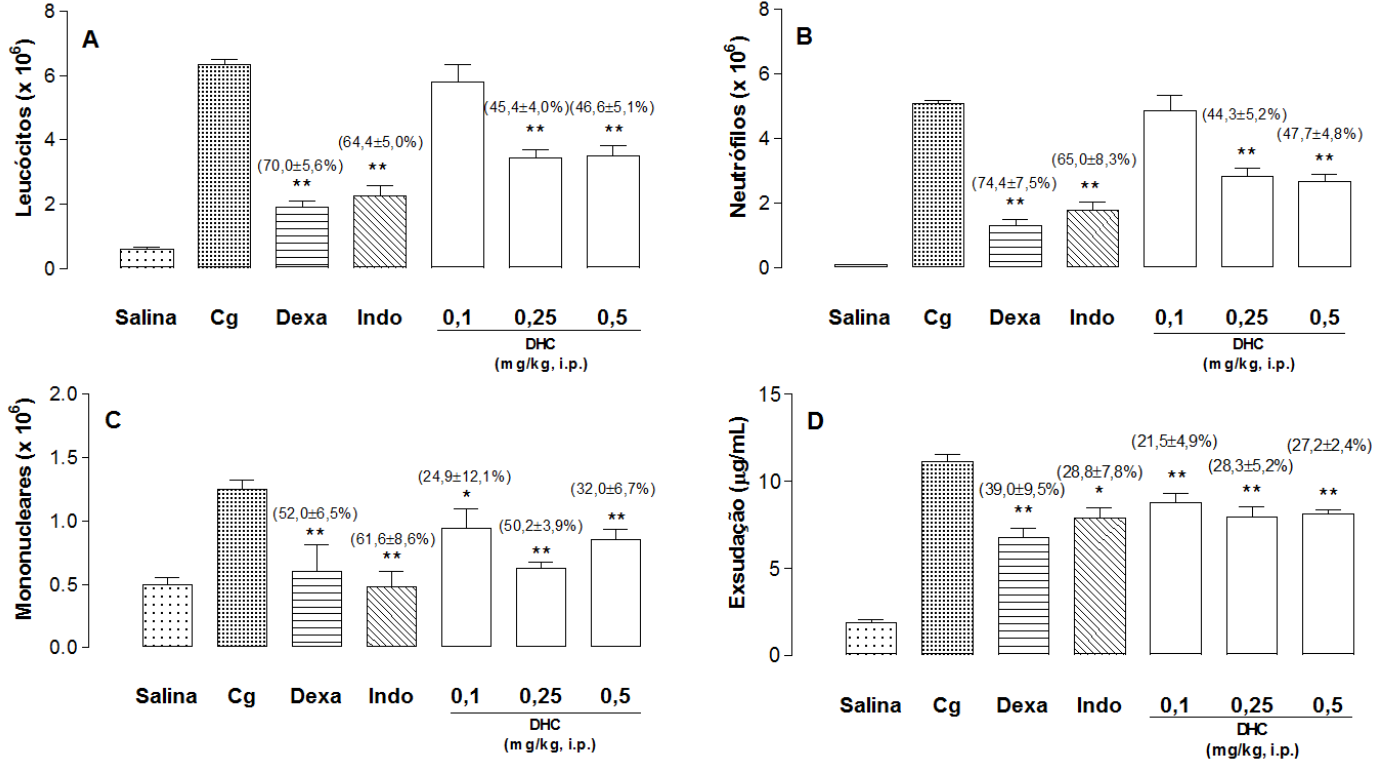 A
Leucócitos (x 10⁶)
8
6
4
2
0
(70,0±5,6%)
**
(64,4±5,0%)
**
(45,4±4,0%)
**
(46,6±5,1%)
**
Salina Cg Dexa Indo 0,1 0,25 0,5
DHC
(mg/kg, i.p.)
B
Neutrófilos (x 10⁶)
8
6
4
2
0
(74,4±7,5%)
**
(65,0±8,3%)
**
(44,3±5,2%)
**
(47,7±4,8%)
**
Salina Cg Dexa Indo 0,1 0,25 0,5
DHC
(mg/kg, i.p.)
C
Mononucleares (x 10⁶)
2.0
1.5
1.0
0.5
0.0
(52,0±6,5%)
**
(61,6±8,6%)
**
(24,9±12,1%)
*
(50,2±3,9%)
**
(32,0±6,7%)
**
Salina Cg Dexa Indo 0,1 0,25 0,5
DHC
(mg/kg, i.p.)
D
Exsudação (µg/mL)
15
10
5
0
(39,0±9,5%)
**
(28,8±7,8%)
*
(21,5±4,9%)
**
(28,3±5,2%)
**
(27,2±2,4%)
**
Salina Cg Dexa Indo 0,1 0,25 0,5
DHC
(mg/kg, i.p.)